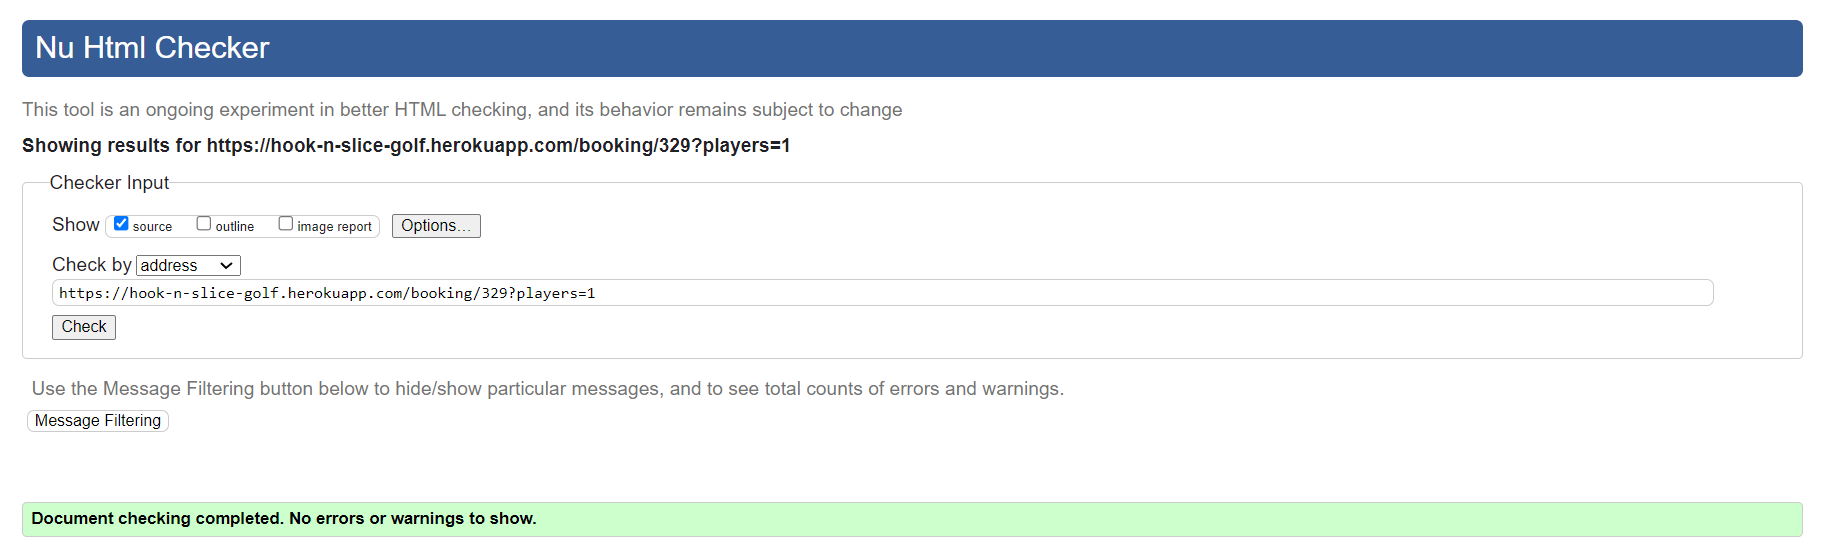 Nu Html Checker
This tool is an ongoing experiment in better HTML checking, and its behavior remains subject to change
Showing results for https://hook-n-slice-golf.herokuapp.com/booking/329?players=1
Checker Input
Show source outline image report Options...
Check by address
https://hook-n-slice-golf.herokuapp.com/booking/329?players=1
Check
Use the Message Filtering button below to hide/show particular messages, and to see total counts of errors and warnings.
Message Filtering
Document checking completed. No errors or warnings to show.